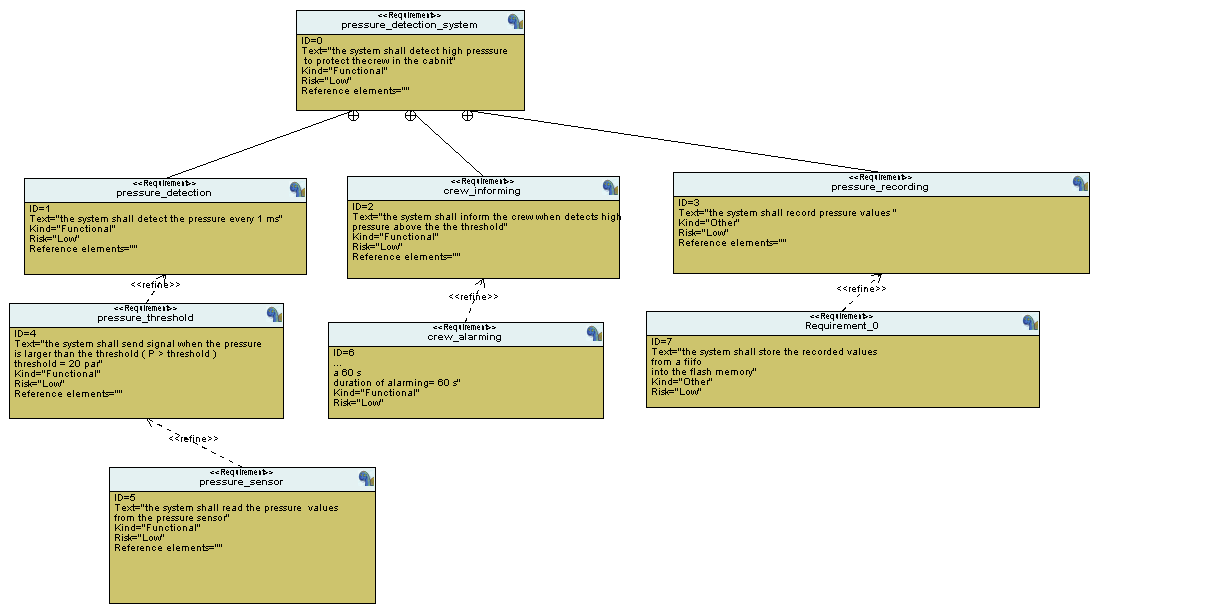 <<Requirement>>
pressure_detection_system
ID=0
Text="the system shall detect high presssure
to protect thecrew in the cabnit"
Kind="Functional"
Risk="Low"
Reference elements=""
<<Requirement>>
pressure_detection
ID=1
Text="the system shall detect the pressure every 1 ms"
Kind="Functional"
Risk="Low"
Reference elements=""
<<Requirement>>
crew_informing
ID=2
Text="the system shall inform the crew when detects high
pressure above the the threshold"
Kind="Functional"
Risk="Low"
Reference elements=""
<<Requirement>>
pressure_recording
ID=3
Text="the system shall record pressure values "
Kind="Other"
Risk="Low"
Reference elements=""
<<refine>>
<<refine>>
<<refine>>
<<Requirement>>
pressure_threshold
ID=4
Text="the system shall send signal when the pressure
is larger than the threshold ( P > threshold )
threshold = 20 par"
Kind="Functional"
Risk="Low"
Reference elements=""
<<Requirement>>
crew_alarming
ID=6
...
a 60 s
duration of alarming= 60 s"
Kind="Functional"
Risk="Low"
<<Requirement>>
Requirement_0
ID=7
Text="the system shall store the recorded values
from a fiifo
into the flash memory"
Kind="Other"
Risk="Low"
<<refine>>
<<Requirement>>
pressure_sensor
ID=5
Text="the system shall read the pressure  values
from the pressure sensor"
Kind="Functional"
Risk="Low"
Reference elements=""